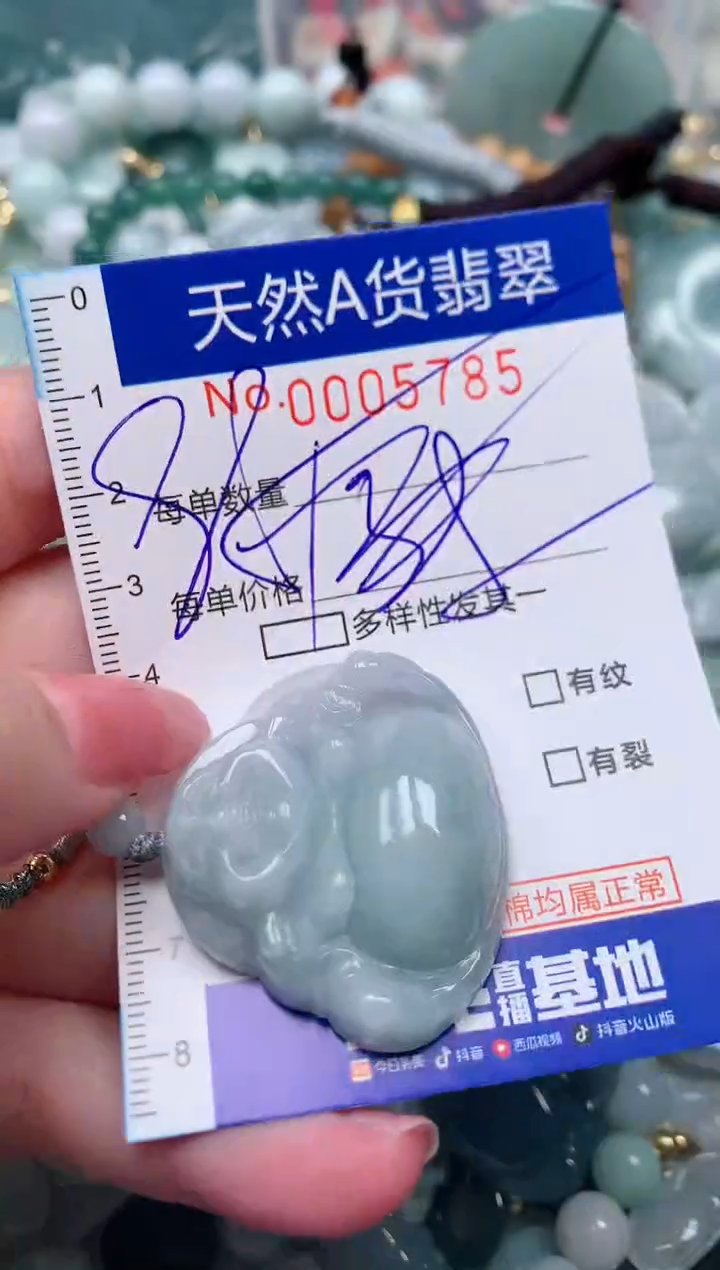 0
天然A货翡翠
No.0005785
1
2
每单数量
3
每单价格
多样性发其一
4
有纹
有裂
棉均属正常
7
直播基地
8
今日头条 抖音 西瓜视频 抖音火山版